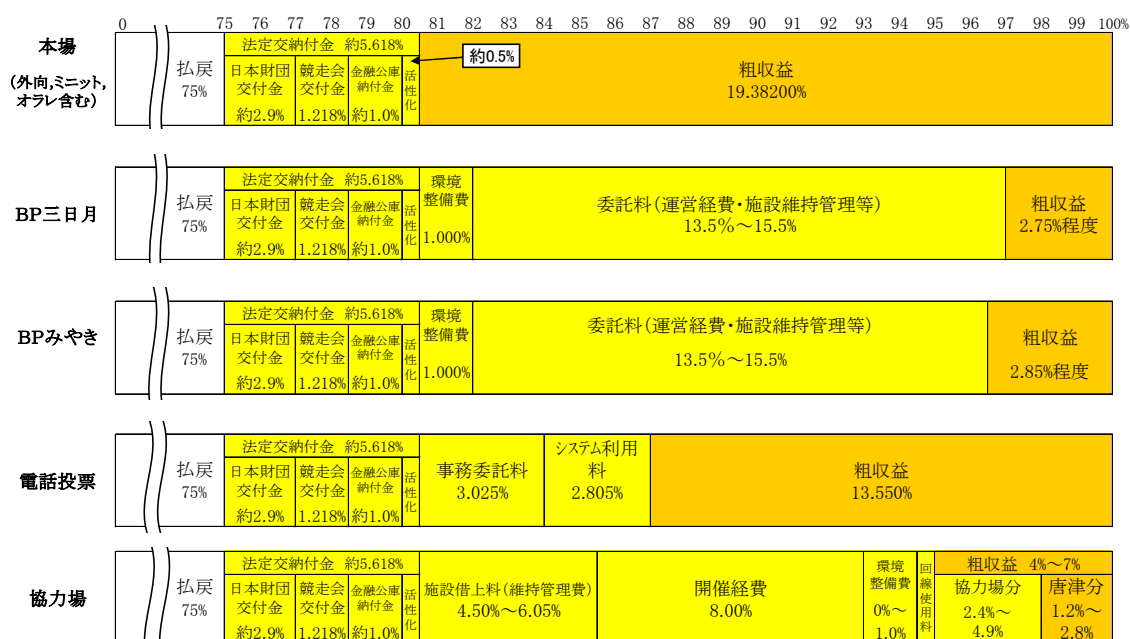 0 75 76 77 78 79 80 81 82 83 84 85 86 87 88 89 90 91 92 93 94 95 96 97 98 99 100%
本場
(外向,ミニット,
オラレ含む)
払戻
75%
法定交納付金 約5.618%
日本財団
交付金
約2.9%
競走会
交付金
1.218%
金融公庫
納付金
約1.0%
活性化
約0.5%
粗収益
19.38200%
BP三日月
払戻
75%
法定交納付金 約5.618%
日本財団
交付金
約2.9%
競走会
交付金
1.218%
金融公庫
納付金
約1.0%
活性化
環境
整備費
1.000%
委託料(運営経費・施設維持管理等)
13.5%~15.5%
粗収益
2.75%程度
BPみやき
払戻
75%
法定交納付金 約5.618%
日本財団
交付金
約2.9%
競走会
交付金
1.218%
金融公庫
納付金
約1.0%
活性化
環境
整備費
1.000%
委託料(運営経費・施設維持管理等)
13.5%~15.5%
粗収益
2.85%程度
電話投票
払戻
75%
法定交納付金 約5.618%
日本財団
交付金
約2.9%
競走会
交付金
1.218%
金融公庫
納付金
約1.0%
活性化
事務委託料
3.025%
システム利用
料
2.805%
粗収益
13.550%
協力場
払戻
75%
法定交納付金 約5.618%
日本財団
交付金
約2.9%
競走会
交付金
1.218%
金融公庫
納付金
約1.0%
活性化
施設借上料(維持管理費)
4.50%~6.05%
開催経費
8.00%
環境
整備費
0%~
1.0%
回線使用料
粗収益 4%~7%
協力場分
2.4%~
4.9%
唐津分
1.2%~
2.8%